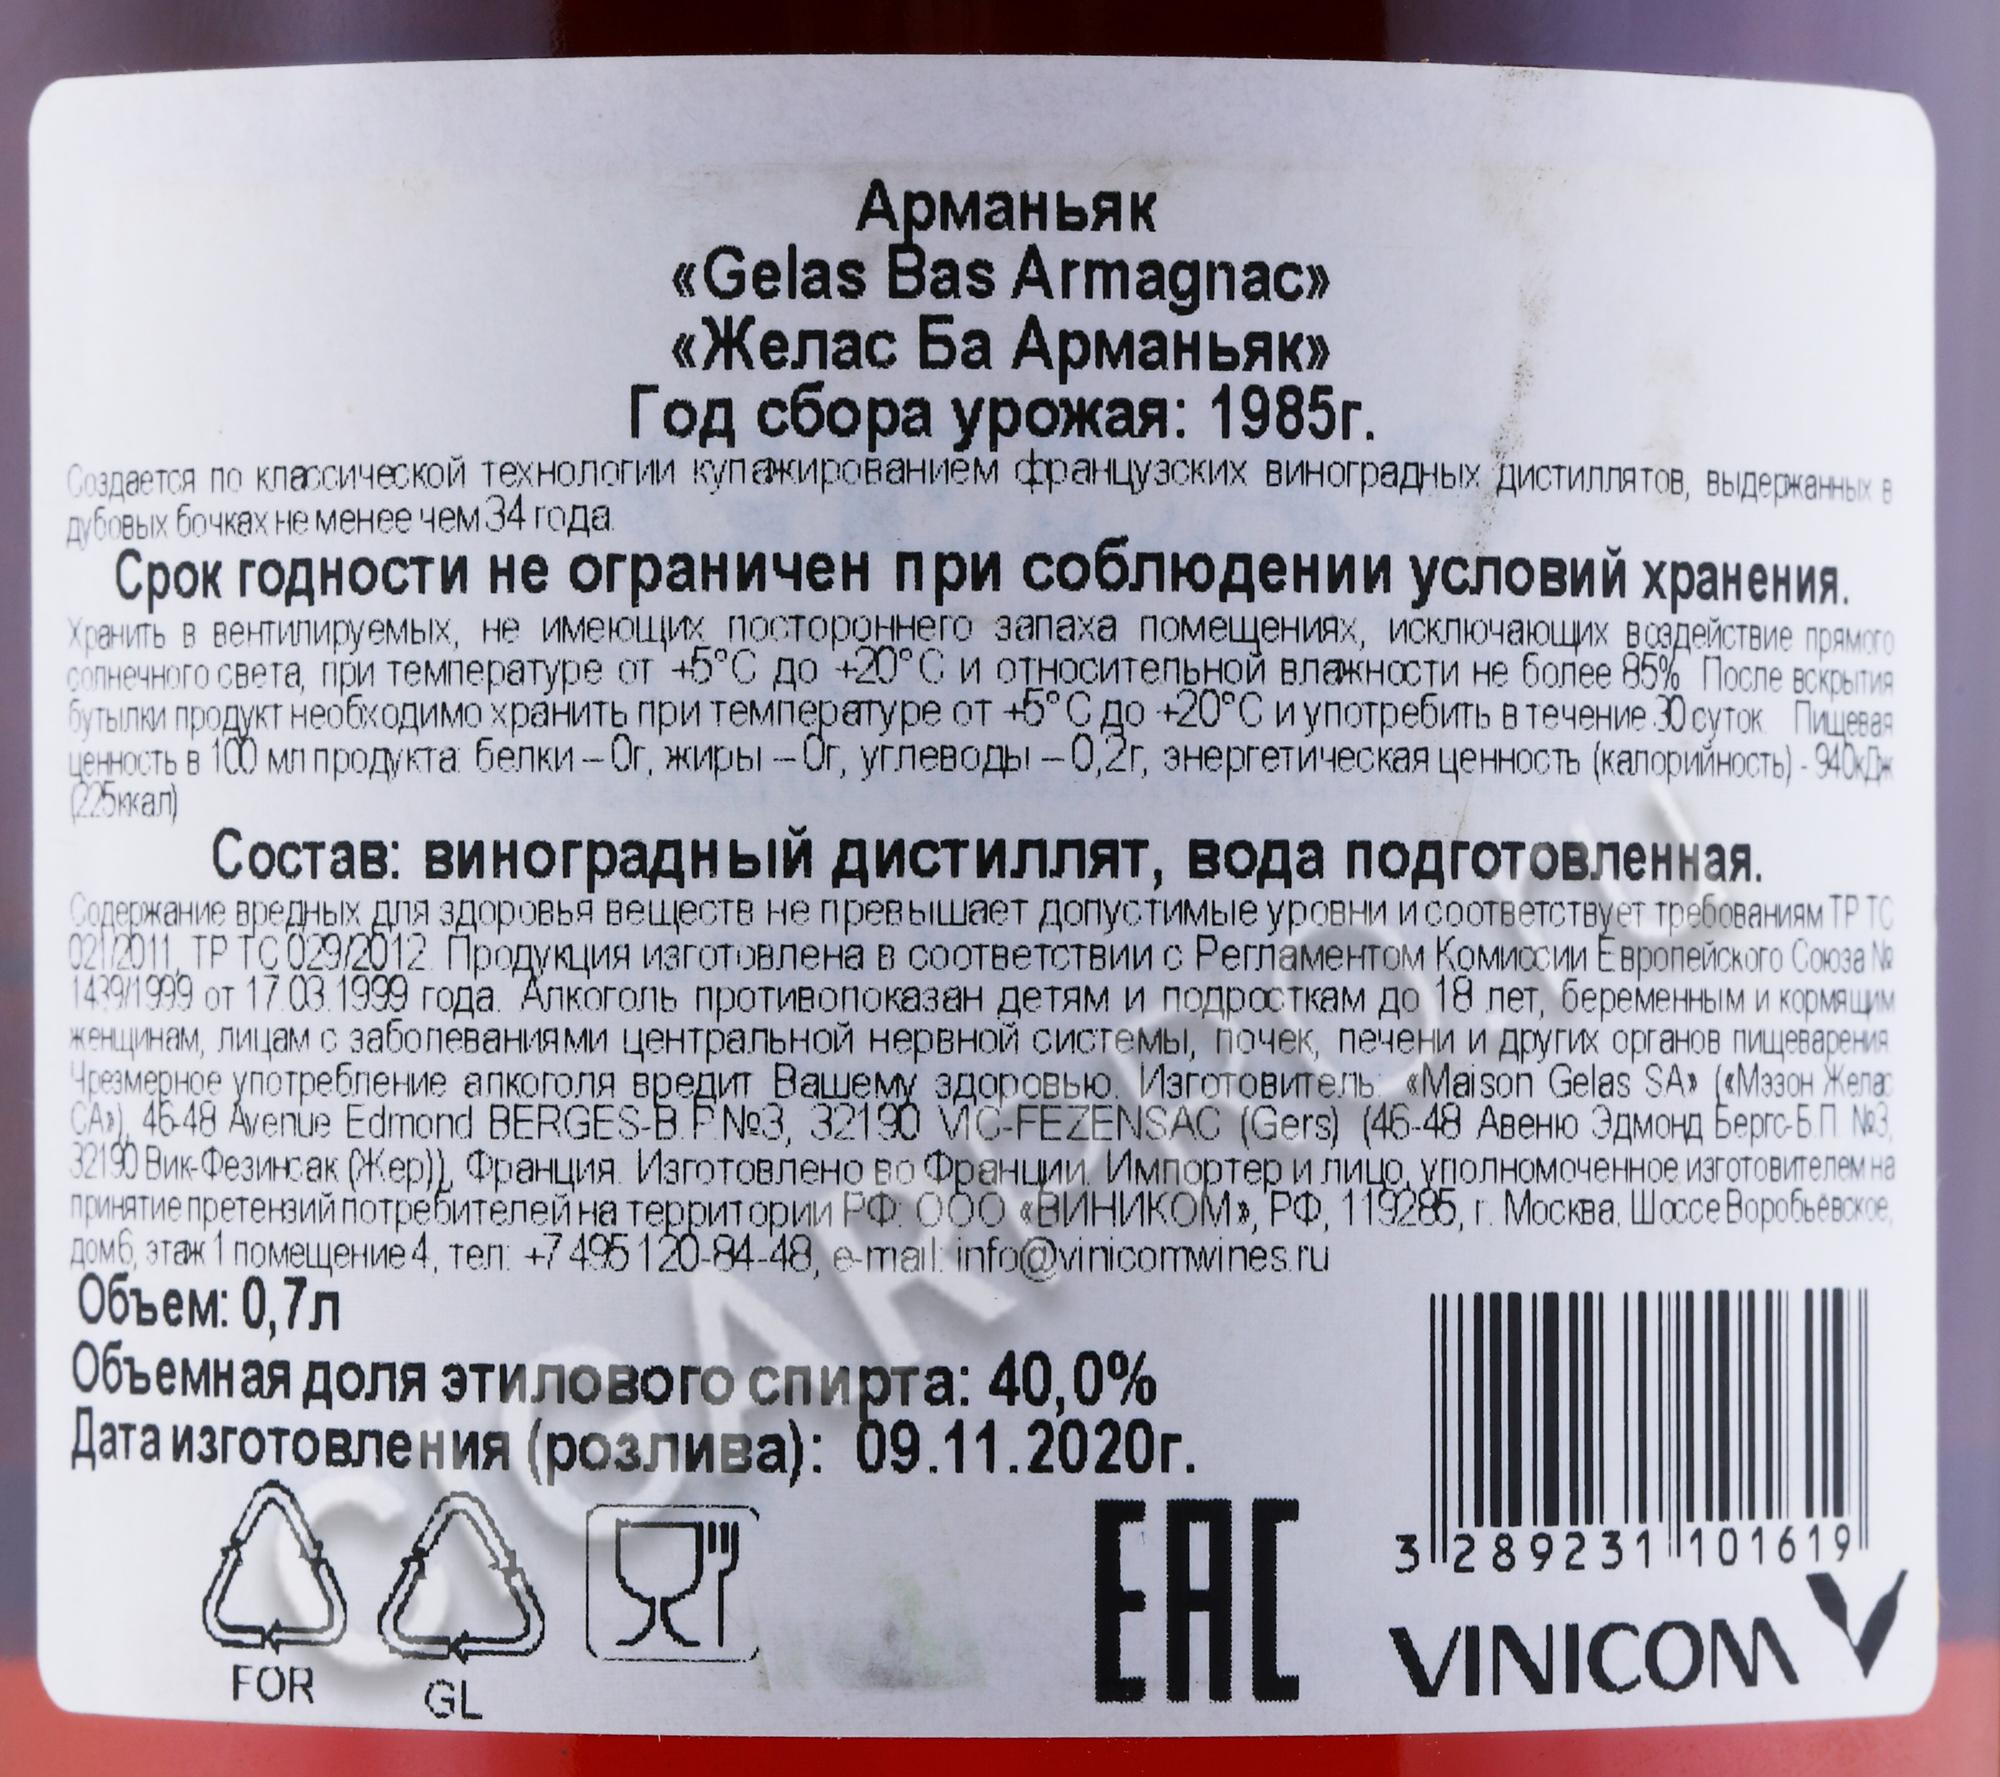 Арманьяк
«Gelas Bas Armagnac»
«Желас Ба Арманьяк»
Год сбора урожая: 1985г.
Создается по классической технологии купажированием французских виноградных дистиллятов, выдержанных в
дубовых бочках не менее чем 34 года.
Срок годности не ограничен при соблюдении условий хранения.
Хранить в вентилируемых, не имеющих постороннего запаха помещениях, исключающих воздействие прямого
солнечного света, при температуре от +5°С до +20°С и относительной влажности не более 85%. После вскрытия
бутылки продукт необходимо хранить при температуре от +5°С до +20°С и употребить в течение 30 суток. Пищевая
ценность в 100 мл продукта: белки – 0г, жиры – 0г, углеводы – 0,2г, энергетическая ценность (калорийность) - 940кДж
(225ккал)
Состав: виноградный дистиллят, вода подготовленная.
Содержание вредных для здоровья веществ не превышает допустимые уровни и соответствует требованиям ТР ТС
021/2011, ТР ТС 029/2012. Продукция изготовлена в соответствии с Регламентом Комиссии Европейского Союза №
1439/1999 от 17.03.1999 года. Алкоголь противопоказан детям и подросткам до 18 лет, беременным и кормящим
женщинам, лицам с заболеваниями центральной нервной системы, почек, печени и других органов пищеварения.
Чрезмерное употребление алкоголя вредит Вашему здоровью. Изготовитель: «Maison Gelas SA» («Мэзон Желас
СА»), 46-48 Avenue Edmond BERGES-B.P.№3, 32190 VIC-FEZENSAC (Gers) (46-48 Авеню Эдмонд Бергс-Б.П. №3,
32190 Вик-Фезинсак (Жер)), Франция. Изготовлено во Франции. Импортер и лицо, уполномоченное изготовителем на
принятие претензий потребителей на территории РФ: ООО «ВИНИКОМ», РФ, 119285, г. Москва, Шоссе Воробьёвское,
дом 6, этаж 1 помещение 4, тел: +7 495 120-84-48, e-mail: info@vinicomwines.ru
Объем: 0,7л
Объемная доля этилового спирта: 40,0%
Дата изготовления (розлива): 09.11.2020г.
3 289231 101619
FOR
GL
EAC
VINICOM
CIGARPRO.ru